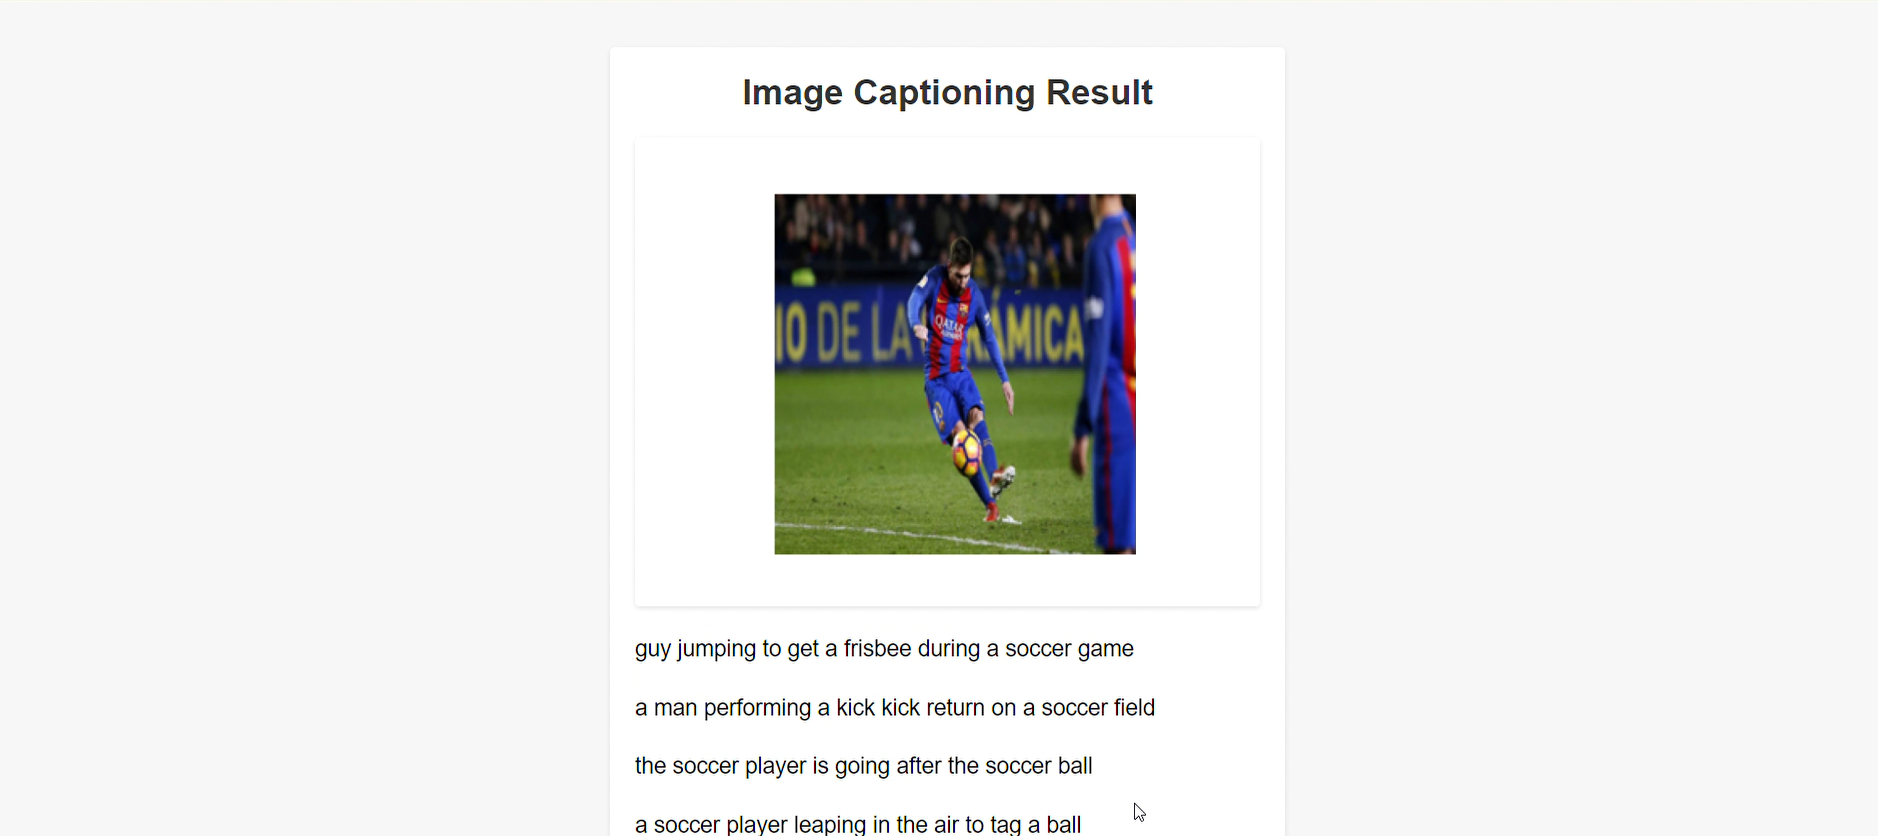 Image Captioning Result
IO DE LA
ÁMICA
QATAR
guy jumping to get a frisbee during a soccer game
a man performing a kick kick return on a soccer field
the soccer player is going after the soccer ball
a soccer player leaping in the air to tag a ball